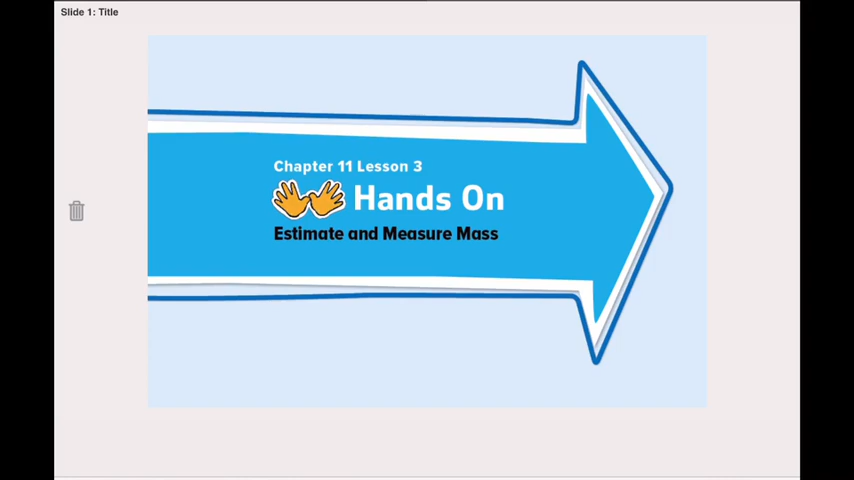 Slide 1: Title
Chapter 11 Lesson 3
Hands On
Estimate and Measure Mass